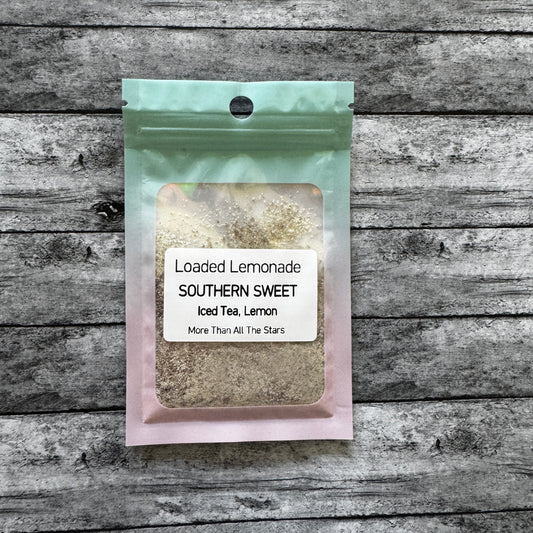 Loaded Lemonade
SOUTHERN SWEET
Iced Tea, Lemon
More Than All The Stars